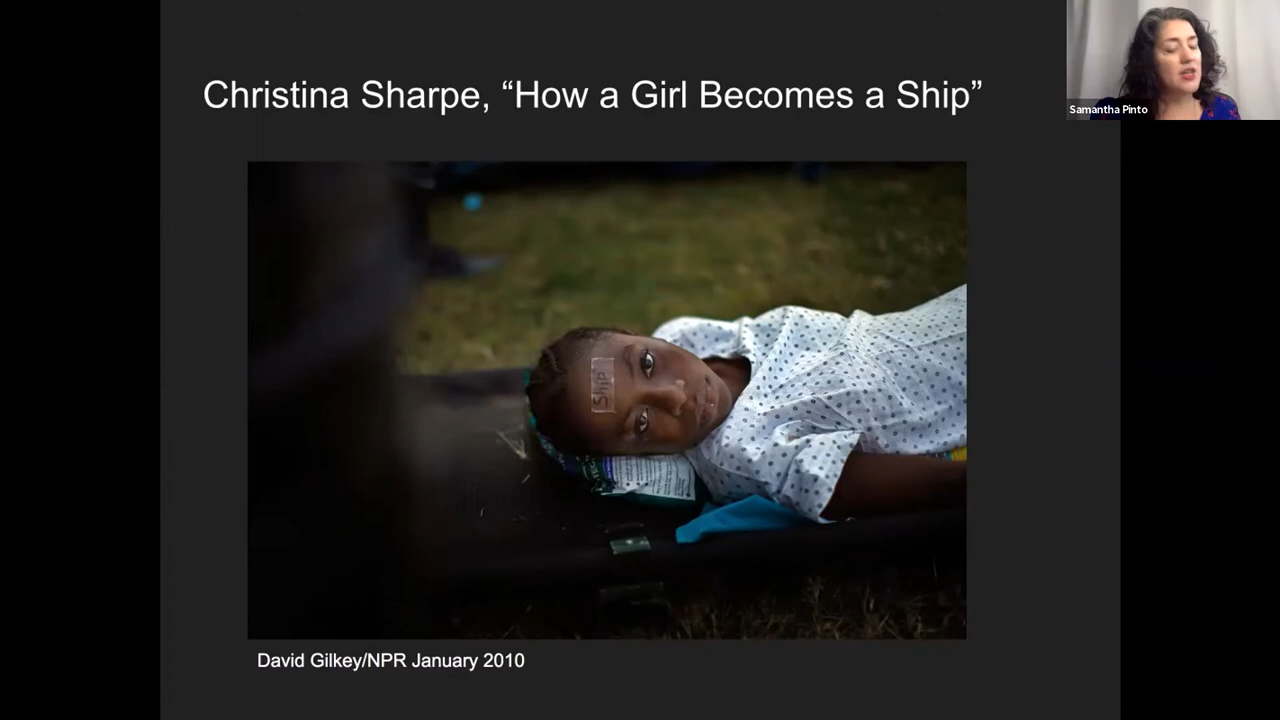 Christina Sharpe, “How a Girl Becomes a Ship”
Samantha Pinto
Ship
David Gilkey/NPR January 2010